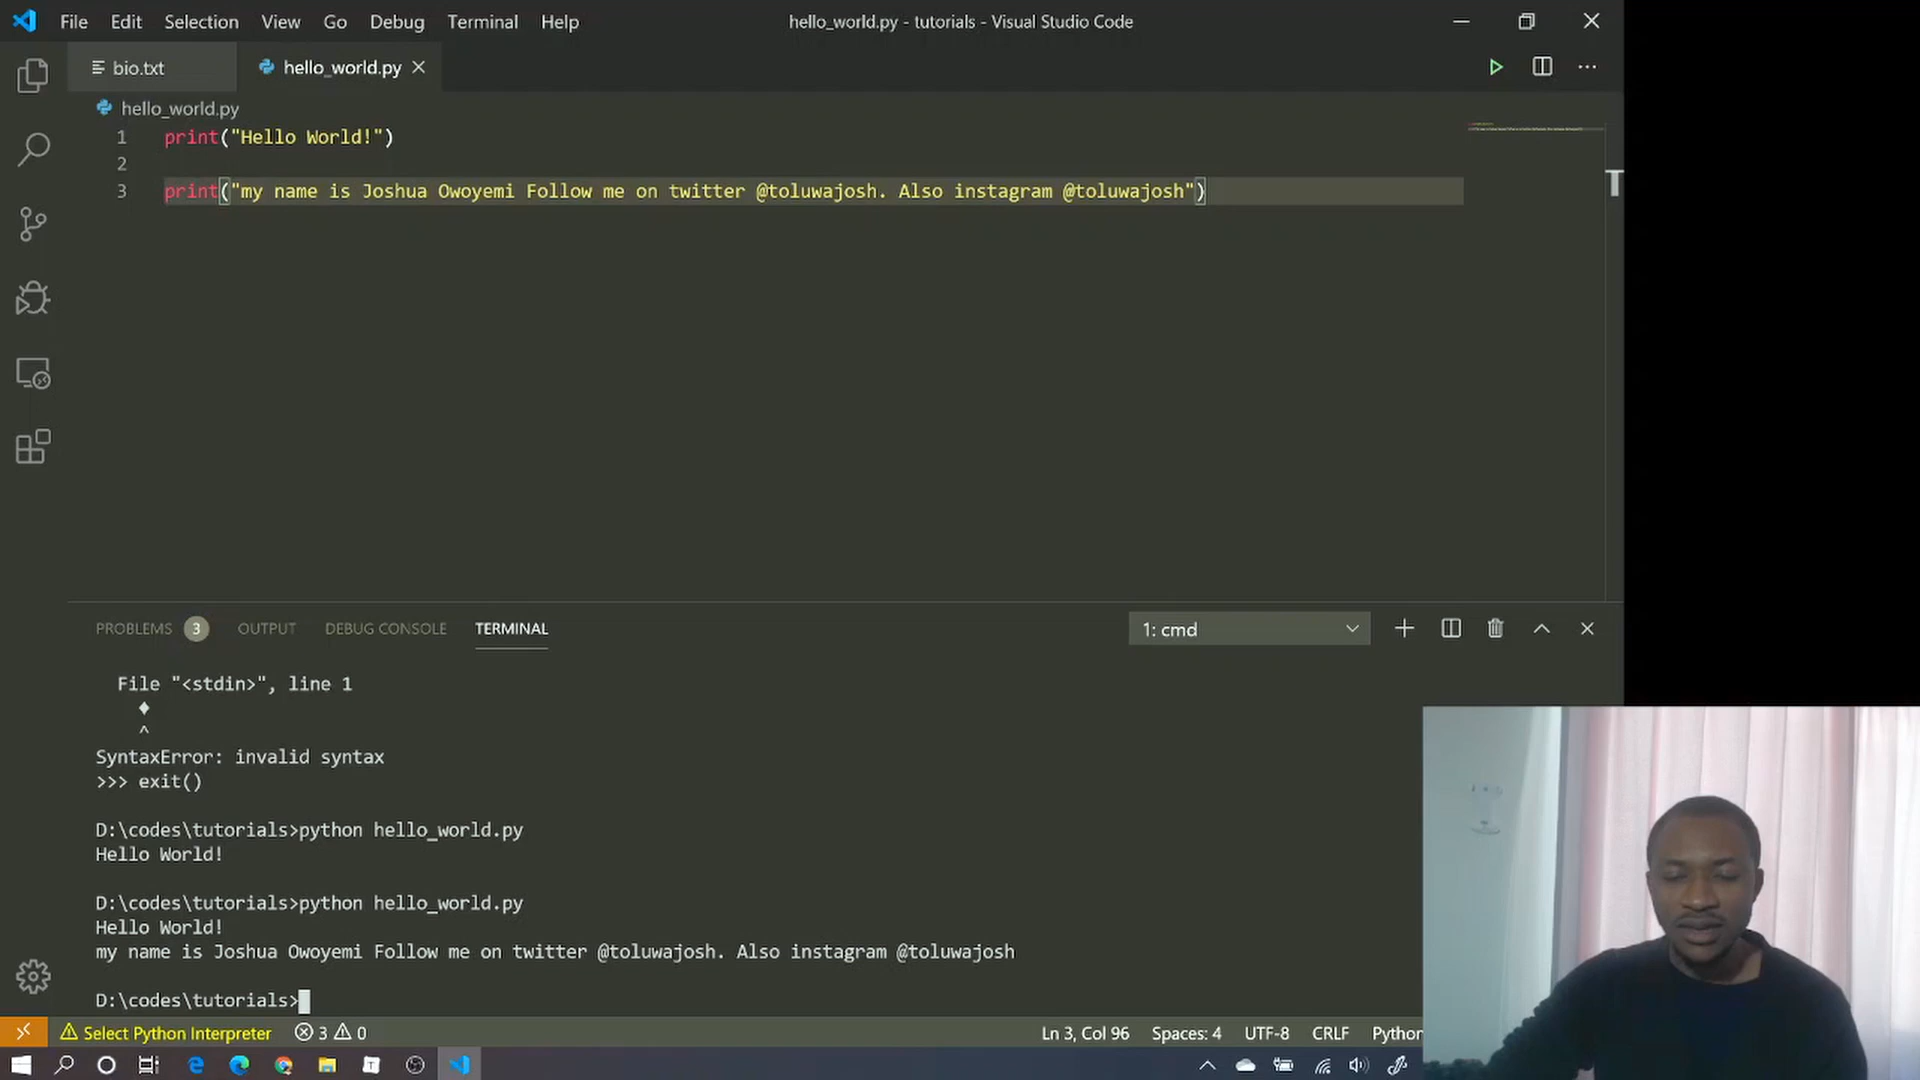 File Edit Selection View Go Debug Terminal Help hello_world.py - tutorials - Visual Studio Code
bio.txt hello_world.py
hello_world.py
1 print("Hello World!")
2
3 print("my name is Joshua Owoyemi Follow me on twitter @toluwajosh. Also instagram @toluwajosh")
PROBLEMS 3 OUTPUT DEBUG CONSOLE TERMINAL 1: cmd
File "<stdin>", line 1
^
SyntaxError: invalid syntax
>>> exit()
D:\codes\tutorials>python hello_world.py
Hello World!
D:\codes\tutorials>python hello_world.py
Hello World!
my name is Joshua Owoyemi Follow me on twitter @toluwajosh. Also instagram @toluwajosh
D:\codes\tutorials>
Select Python Interpreter 3 0 Ln 3, Col 96 Spaces: 4 UTF-8 CRLF Python